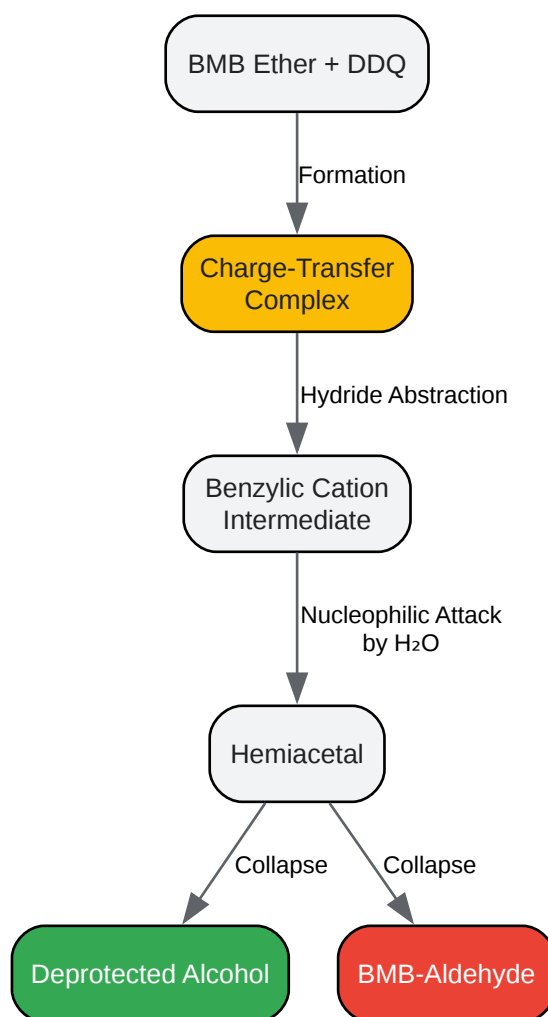 BMB Ether + DDQ
Formation
Charge-Transfer
Complex
Hydride Abstraction
Benzylic Cation
Intermediate
Nucleophilic Attack
by H₂O
Hemiacetal
Collapse
Collapse
Deprotected Alcohol
BMB-Aldehyde